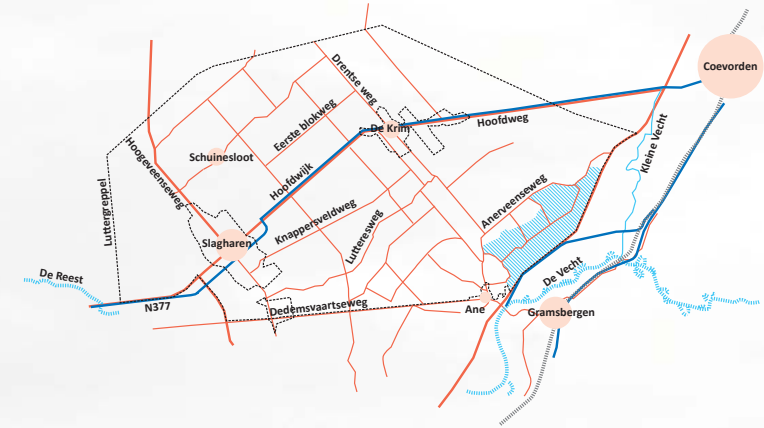 Coevorden
Drentse weg
Eerste blokweg
De Krim
Hoofdweg
Hoogeveenseweg
Schuinesloot
Hoofdwijk
Kleine Vecht
Luttergreppel
Anerveenseweg
Knappersveldweg
Lutteresweg
Slagharen
De Reest
De Vecht
N377
Dedemsvaartseweg
Ane
Gramsbergen